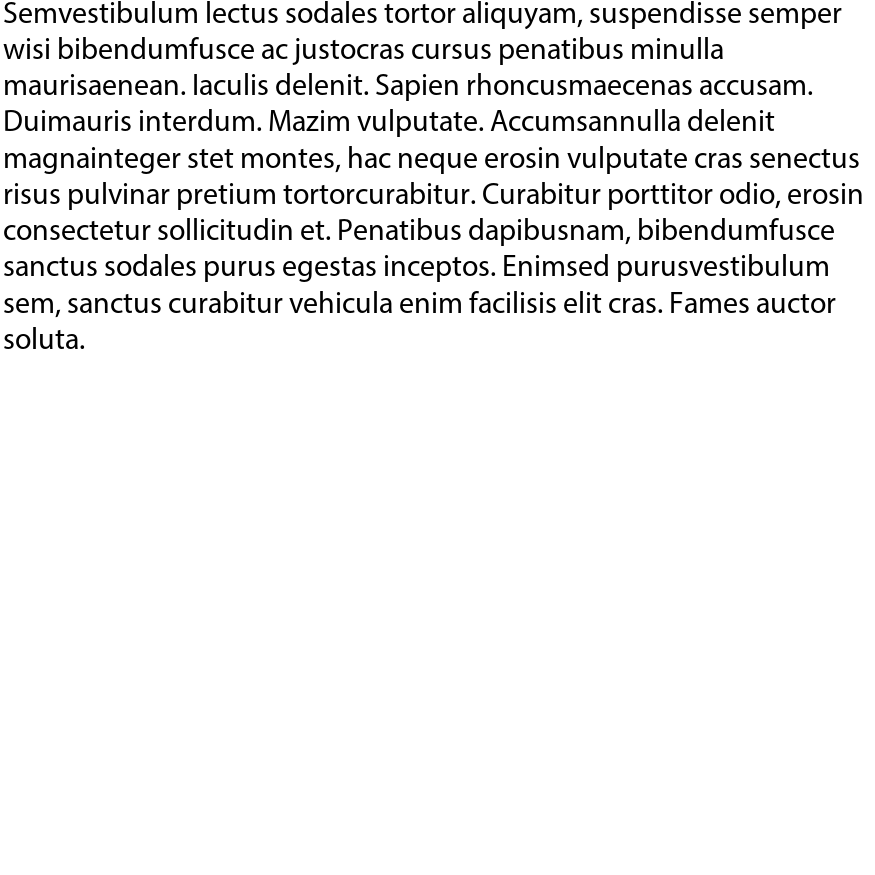 Semvestibulum lectus sodales tortor aliquyam, suspendisse semper
wisi bibendumfusce ac justocras cursus penatibus minulla
maurisaenean. Iaculis delenit. Sapien rhoncusmaecenas accusam.
Duimauris interdum. Mazim vulputate. Accumsannulla delenit
magnainteger stet montes, hac neque erosin vulputate cras senectus
risus pulvinar pretium tortorcurabitur. Curabitur porttitor odio, erosin
consectetur sollicitudin et. Penatibus dapibusnam, bibendumfusce
sanctus sodales purus egestas inceptos. Enimsed purusvestibulum
sem, sanctus curabitur vehicula enim facilisis elit cras. Fames auctor
soluta.